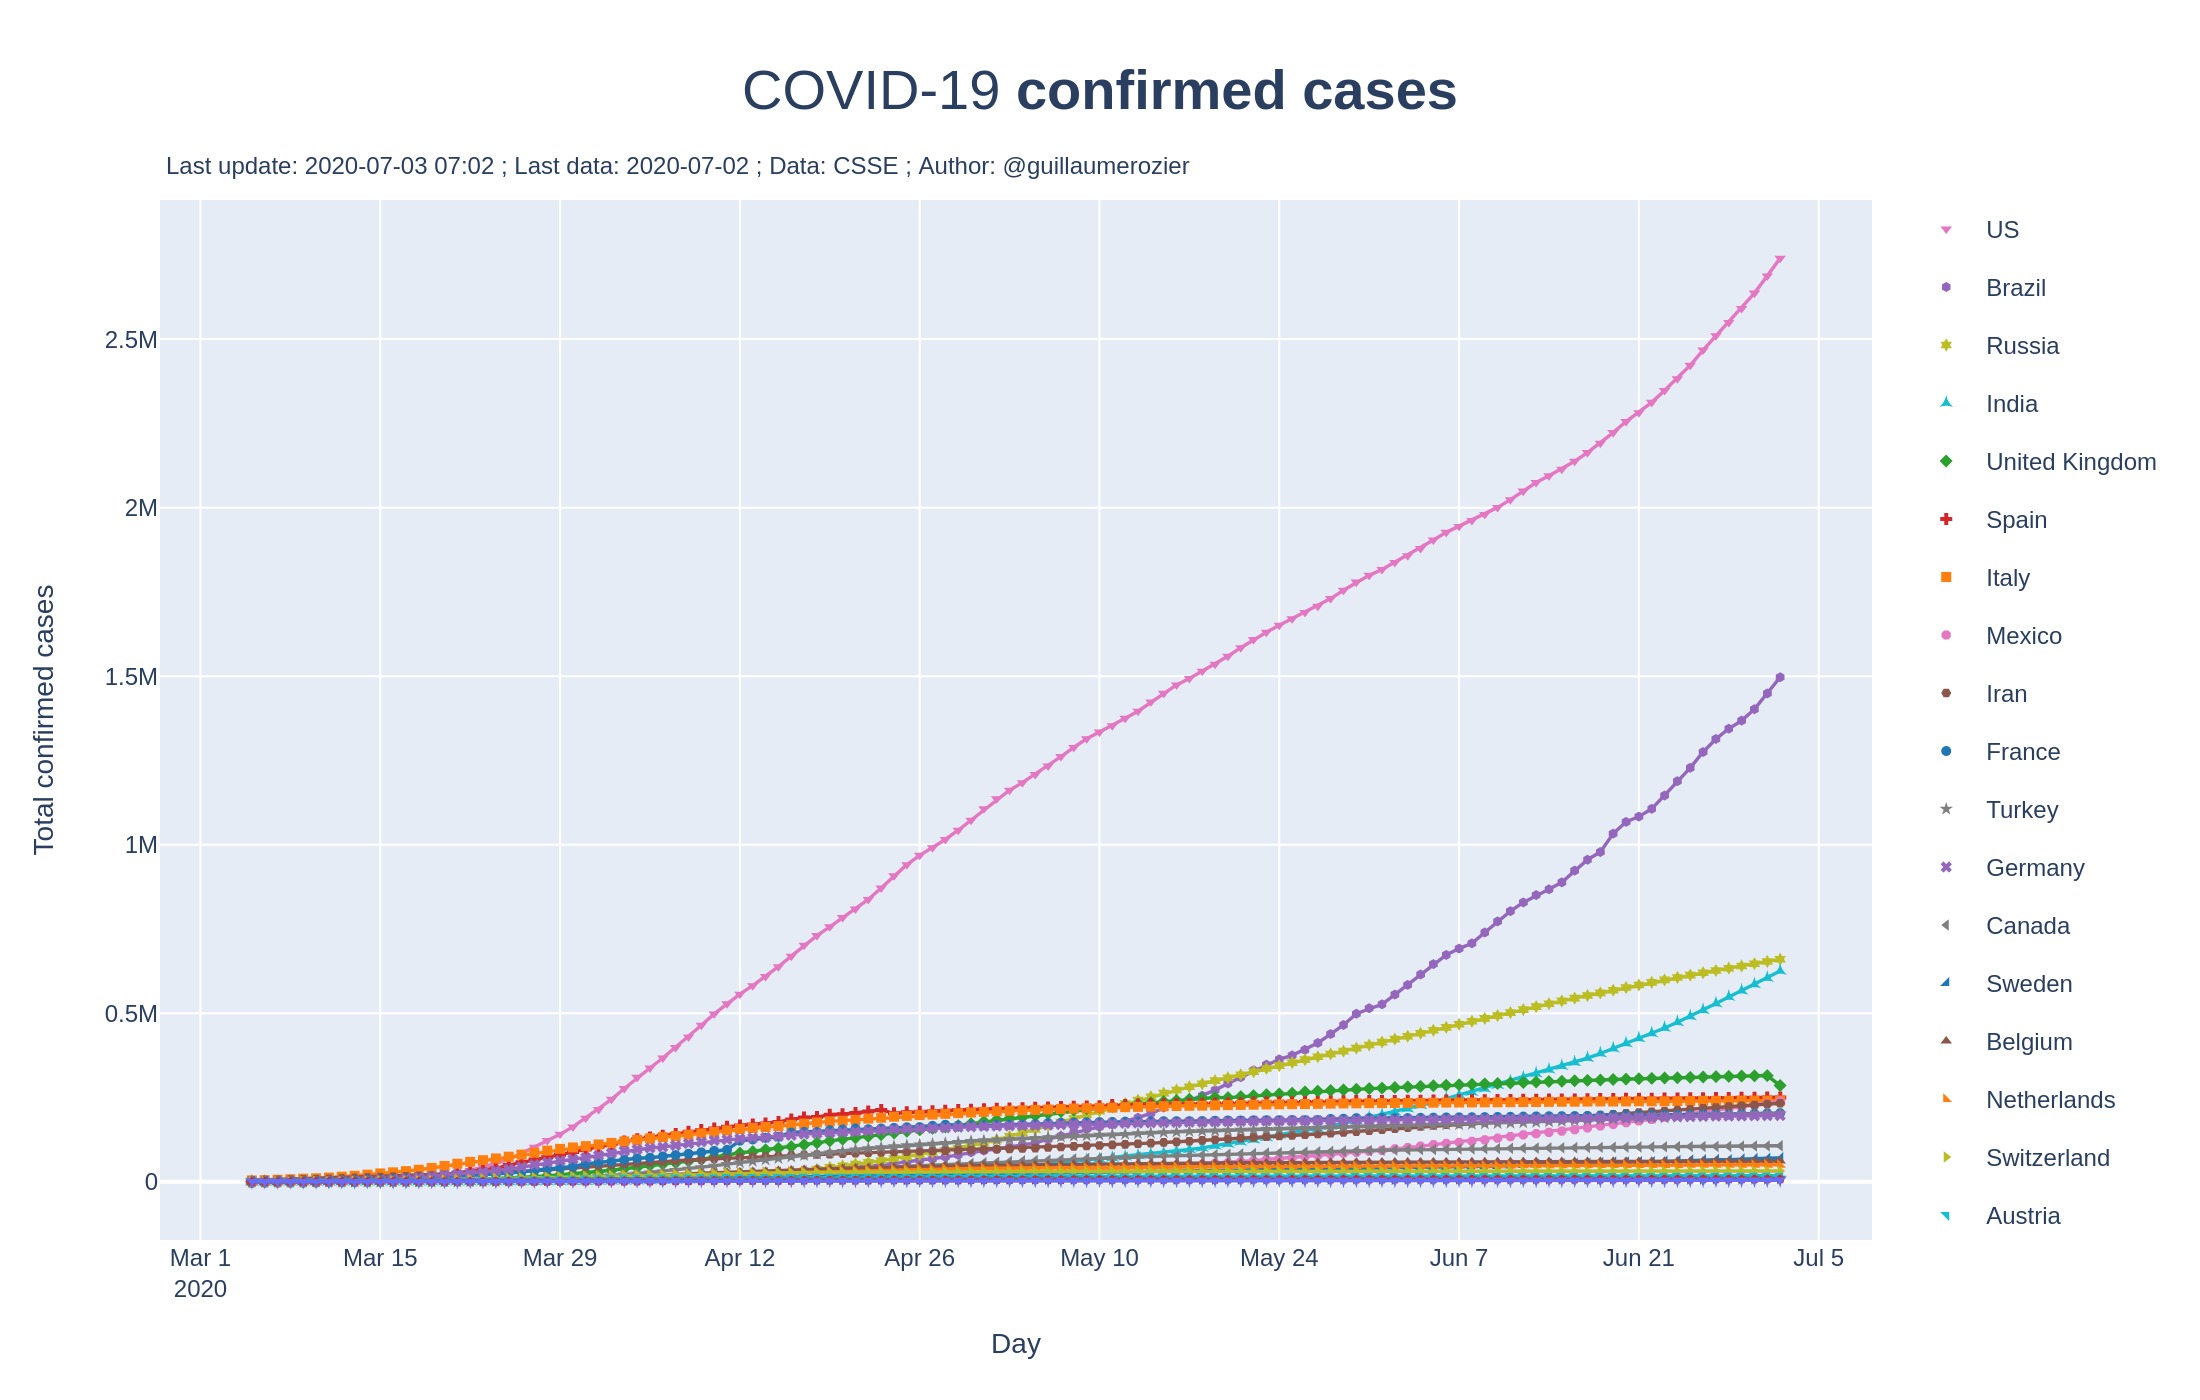 COVID-19 confirmed cases
Last update: 2020-07-03 07:02 ; Last data: 2020-07-02 ; Data: CSSE ; Author: @guillaumerozier
Total confirmed cases
2.5M
2M
1.5M
1M
0.5M
0
Mar 1
2020
Mar 15
Mar 29
Apr 12
Apr 26
May 10
May 24
Jun 7
Jun 21
Jul 5
Day
US
Brazil
Russia
India
United Kingdom
Spain
Italy
Mexico
Iran
France
Turkey
Germany
Canada
Sweden
Belgium
Netherlands
Switzerland
Austria